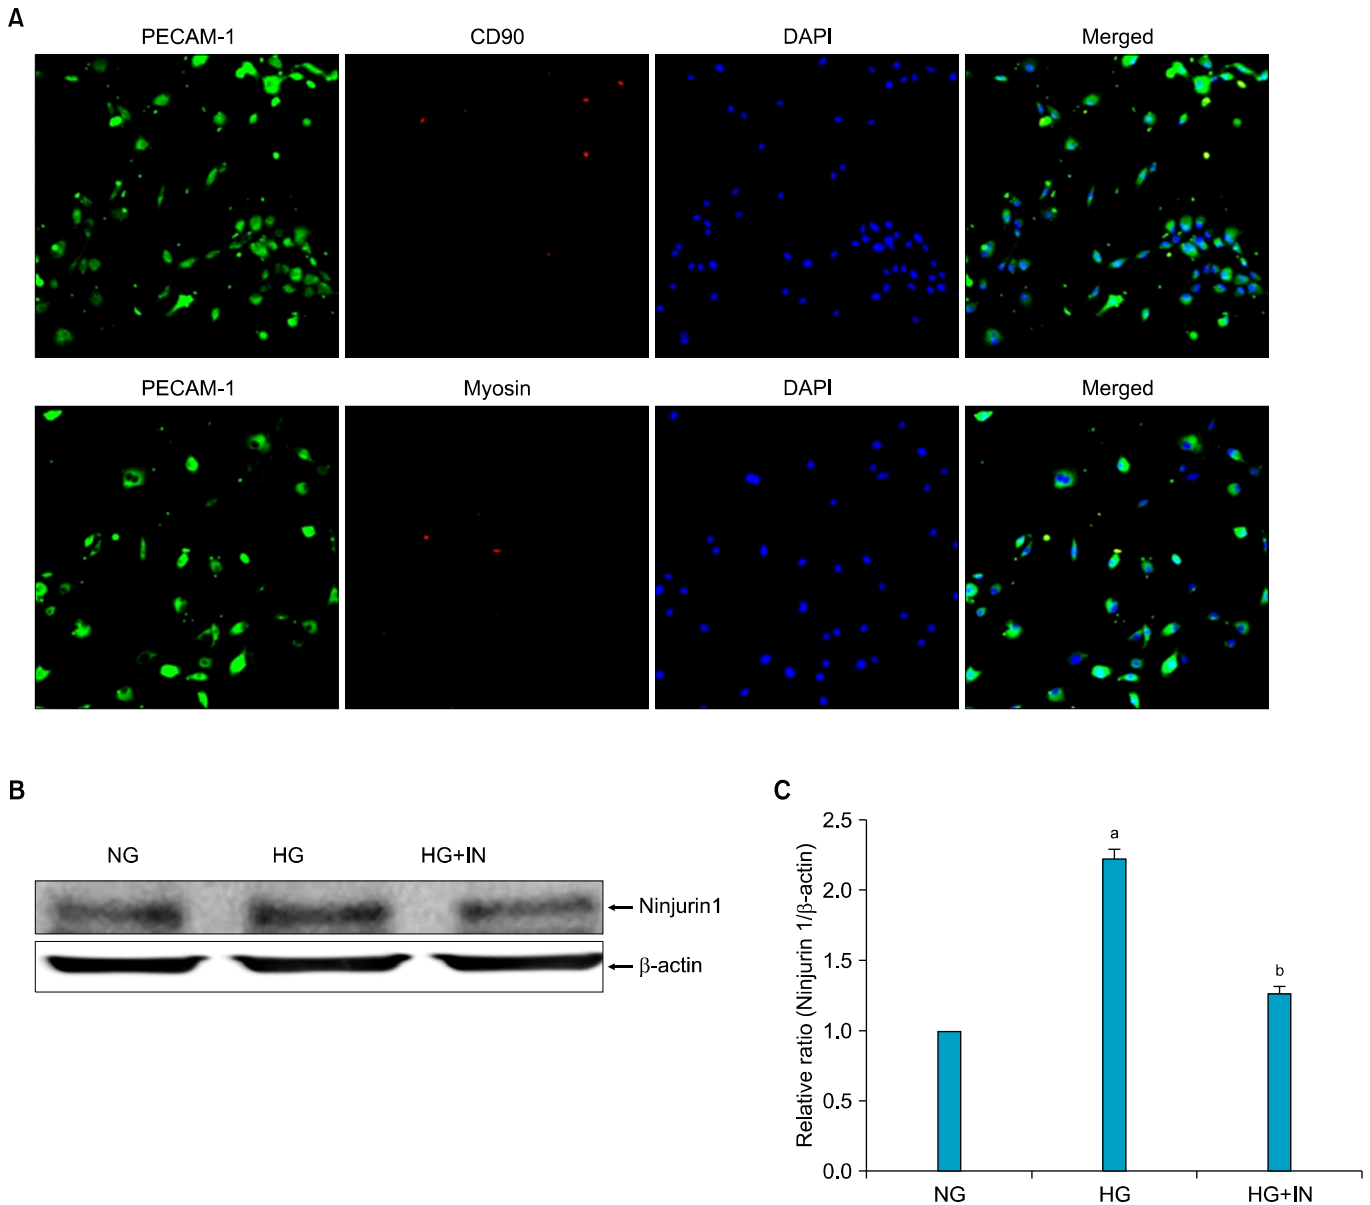 A
PECAM-1 CD90 DAPI Merged
PECAM-1 Myosin DAPI Merged
B
NG HG HG+IN
Ninjurin1
β-actin
C
Relative ratio (Ninjurin 1/β-actin)
2.5
2.0
1.5
1.0
0.5
0.0
a
b
NG HG HG+IN